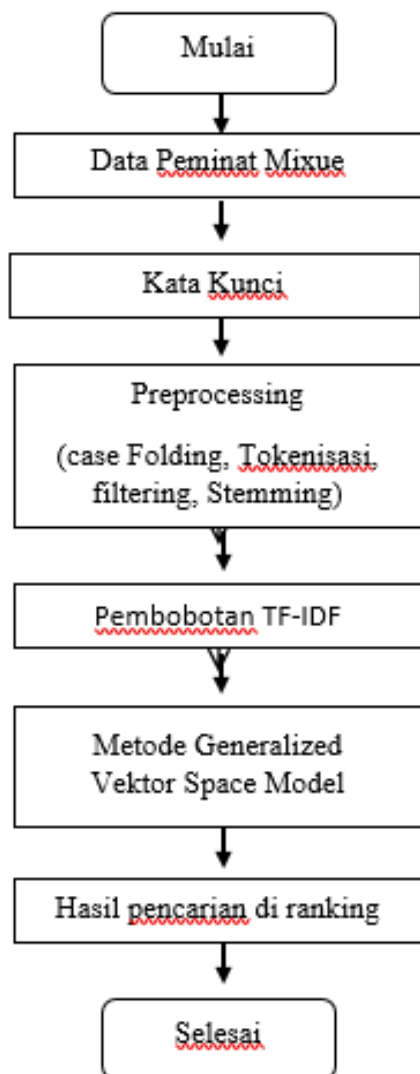 Mulai
Data Peminat Mixue
Kata Kunci
Preprocessing
(case Folding, Tokenisasi,
filtering, Stemming)
Pembobotan TF-IDF
Metode Generalized
Vektor Space Model
Hasil pencarian di ranking
Selesai